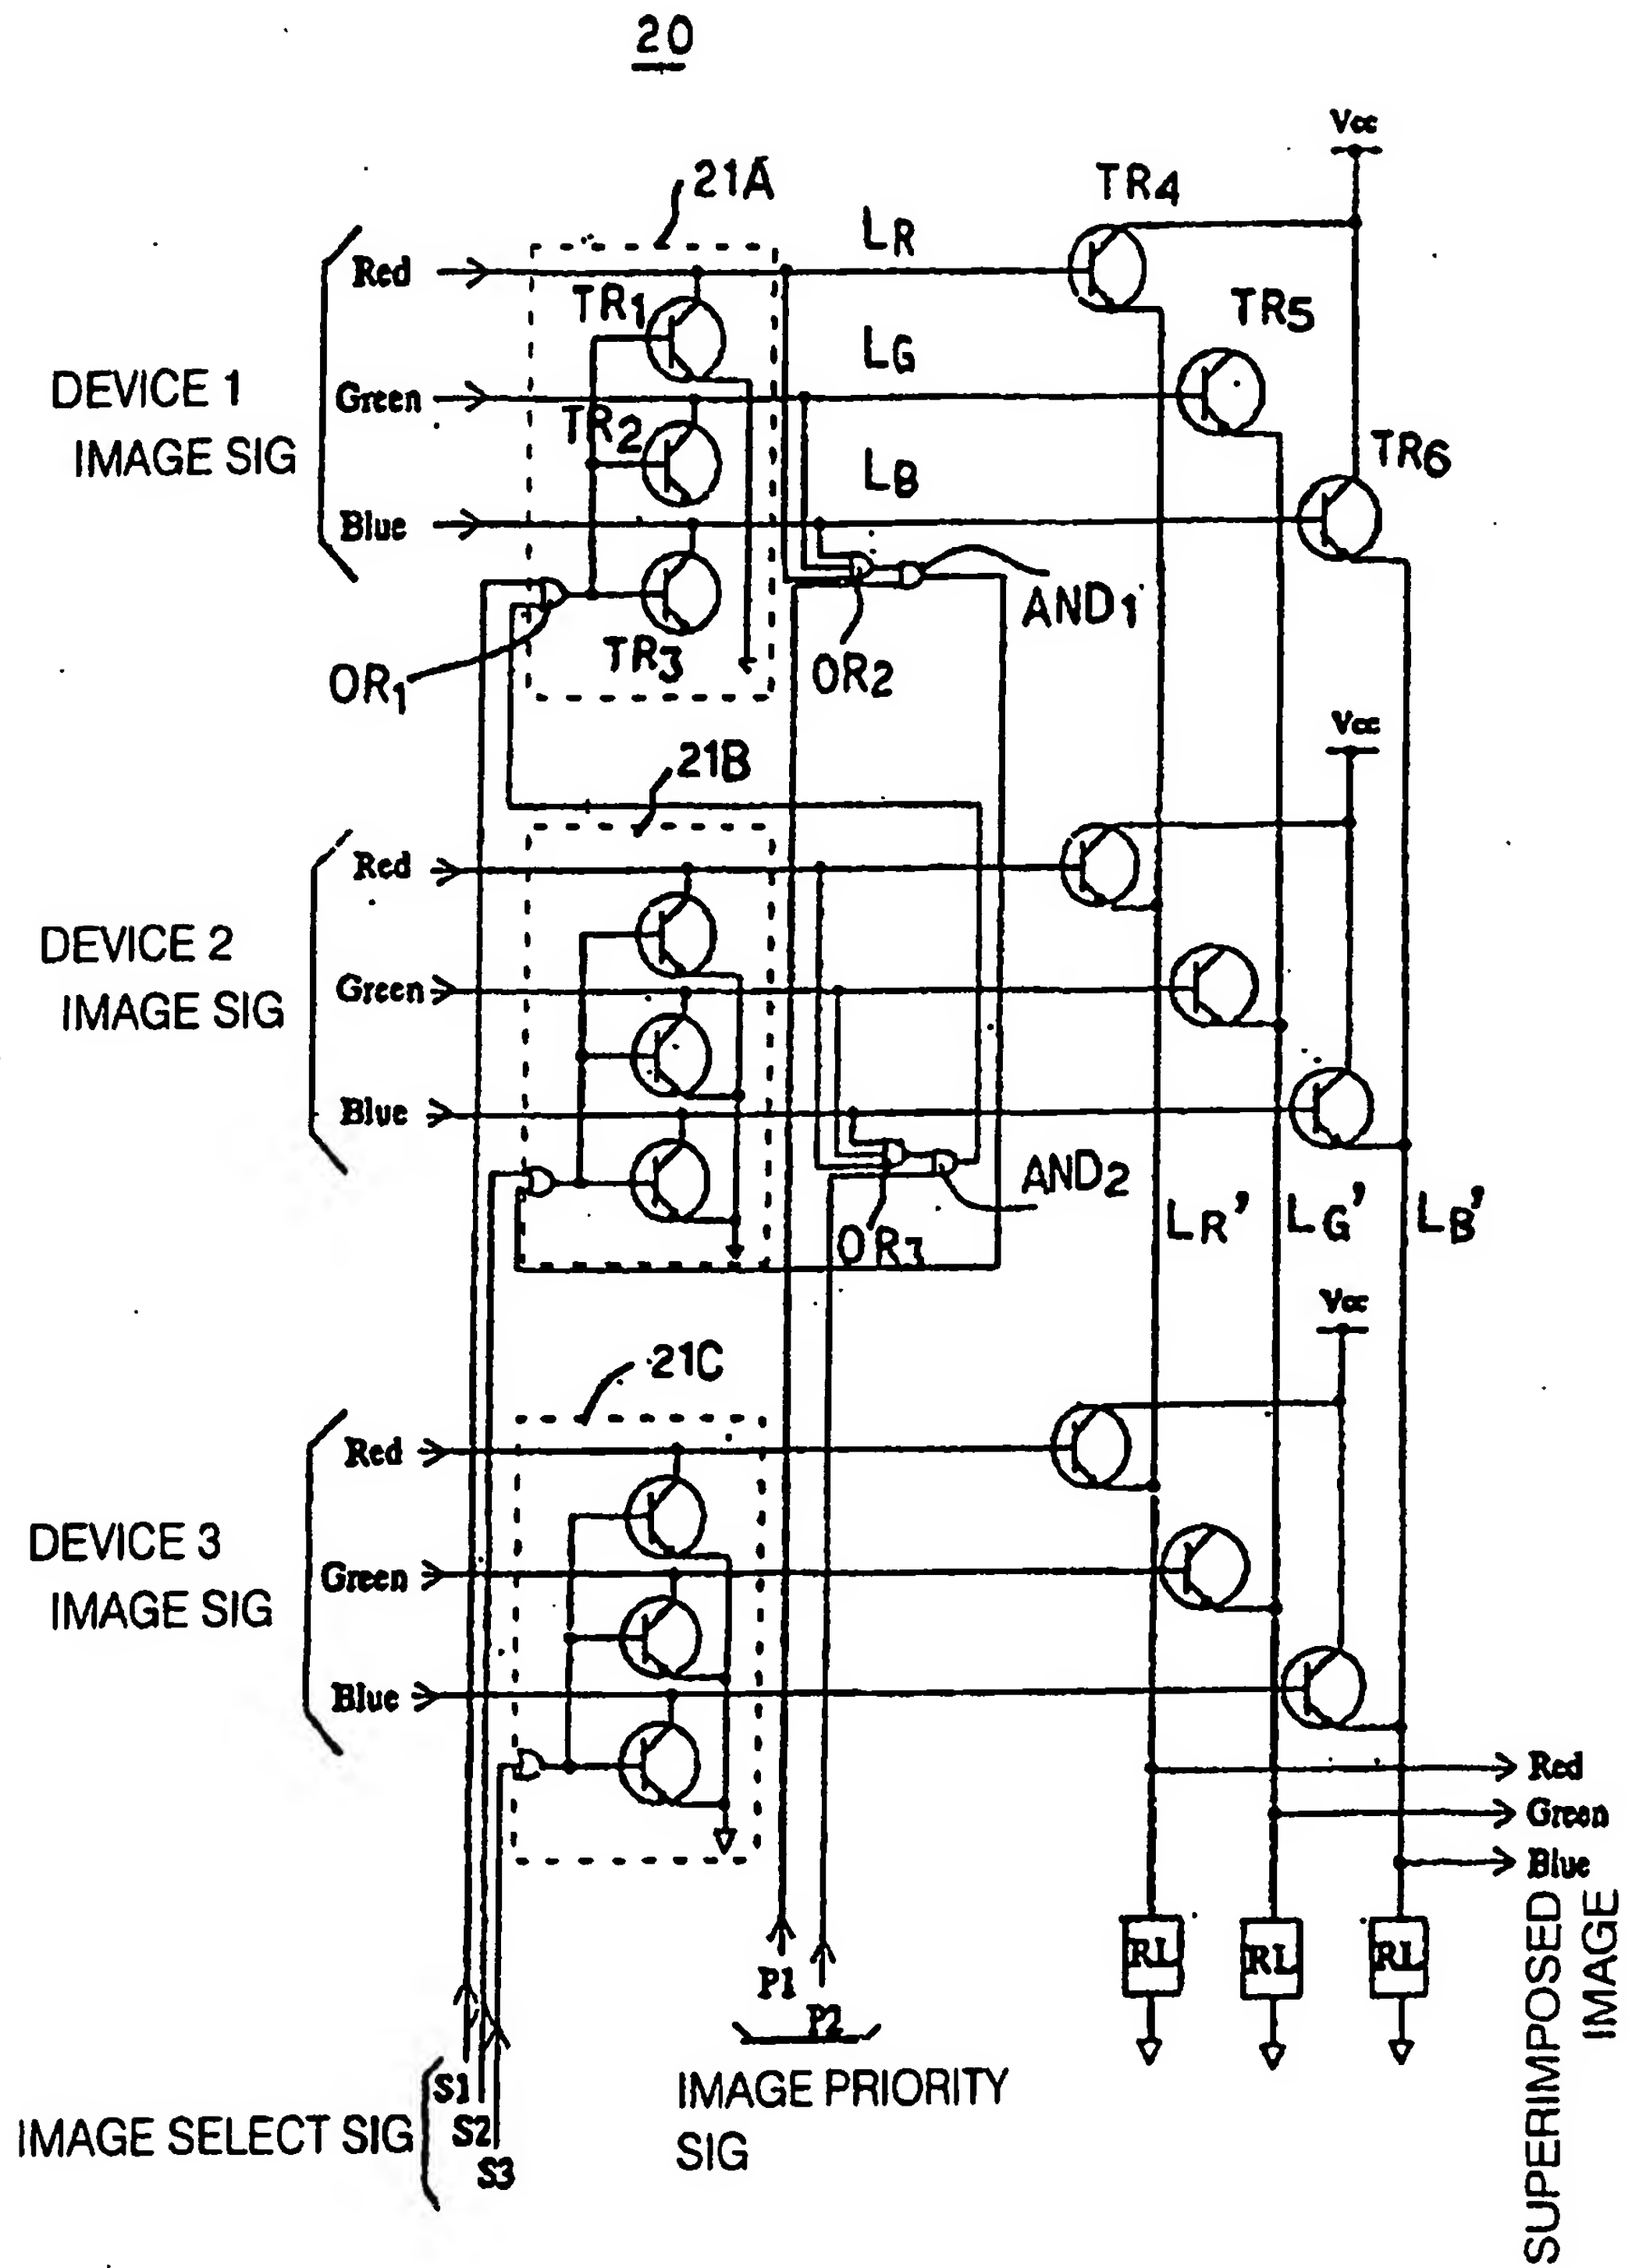 20
Vcc
21A
TR4
LR
Red
TR1
TR5
LG
DEVICE 1
IMAGE SIG
Green
TR2
TR6
LB
Blue
AND1
TR3
OR2
OR1
Vcc
21B
Red
DEVICE 2
IMAGE SIG
Green
Blue
AND2
LR'
LG'
LB'
OR3
Vcc
21C
Red
DEVICE 3
IMAGE SIG
Green
Blue
Red
Green
Blue
SUPERIMPOSED
IMAGE
RL
RL
RL
P1
P2
IMAGE PRIORITY
SIG
S1
S2
S3
IMAGE SELECT SIG